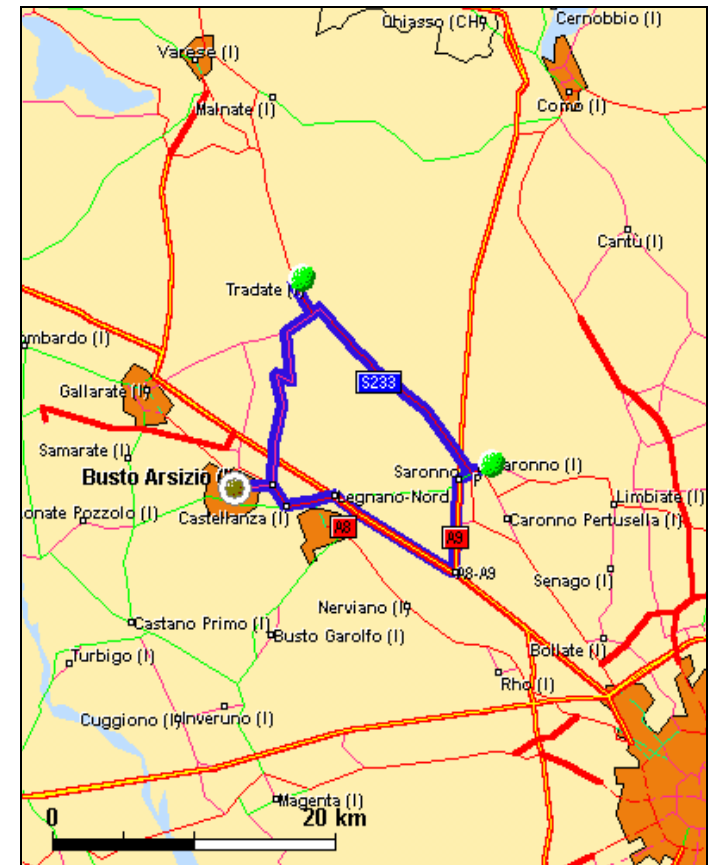 Chiasso (CH)
Cernobbio (I)
Varese (I)
Malnate (I)
Como (I)
Cantù (I)
Tradate (
ombardo (I)
S233
Gallarate (I)
Samarate (I)
Saronno
aronno (I)
Busto Arsizio (
Legnano-Nord
Limbiate (I)
onate Pozzolo (I)
Castellanza (I)
A8
A9
Caronno Pertusella (I)
A8-A9
Senago (I)
Nerviano (I)
Castano Primo (I)
Busto Garolfo (I)
Bollate (I)
Turbigo (I)
Rho (I)
Cuggiono (I)
Inveruno (I)
Magenta (I)
0 20 km